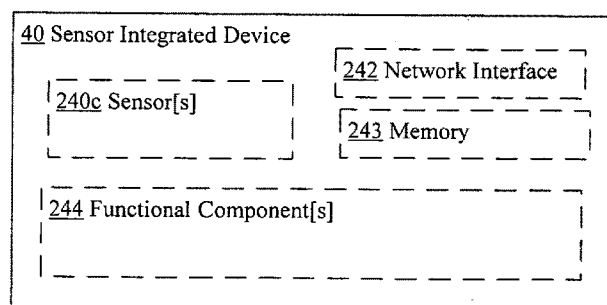 40 Sensor Integrated Device
242 Network Interface
240c Sensor[s]
243 Memory
244 Functional Component[s]